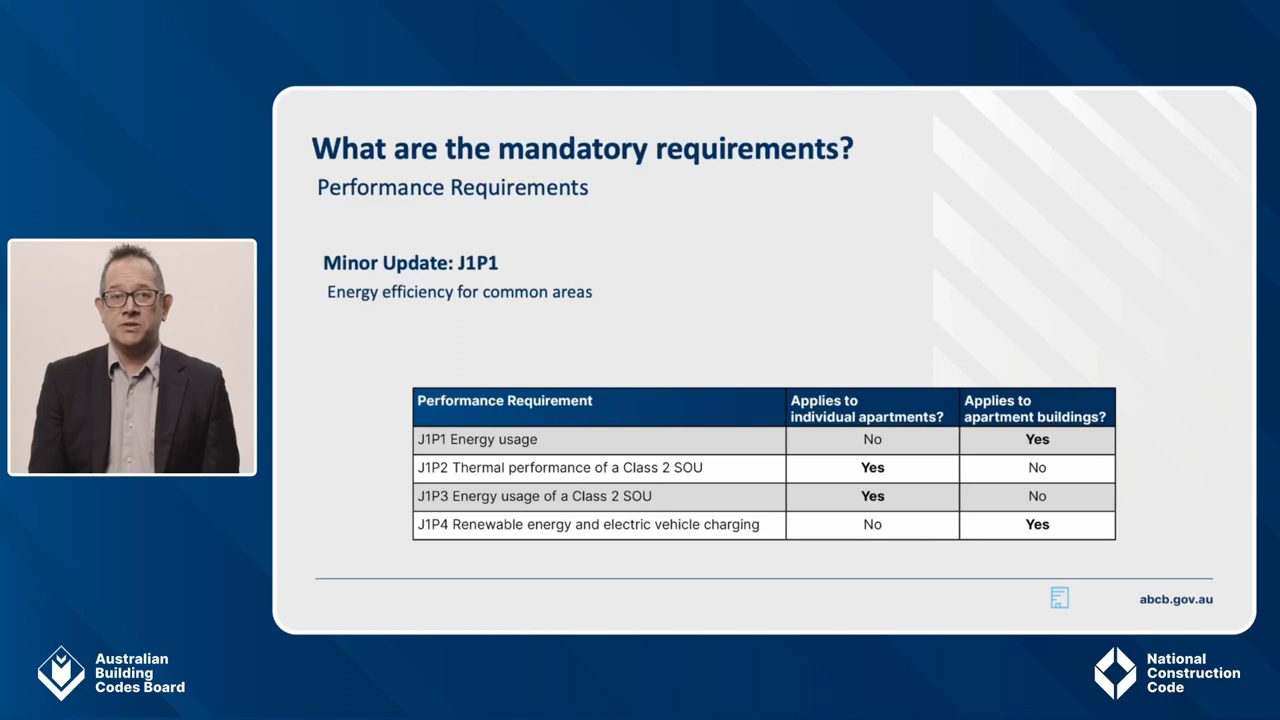 What are the mandatory requirements?
Performance Requirements
Minor Update: J1P1
Energy efficiency for common areas
Performance Requirement
Applies to
individual apartments?
Applies to
apartment buildings?
J1P1 Energy usage
No
Yes
J1P2 Thermal performance of a Class 2 SOU
Yes
No
J1P3 Energy usage of a Class 2 SOU
Yes
No
J1P4 Renewable energy and electric vehicle charging
No
Yes
abcb.gov.au
Australian
Building
Codes Board
National
Construction
Code